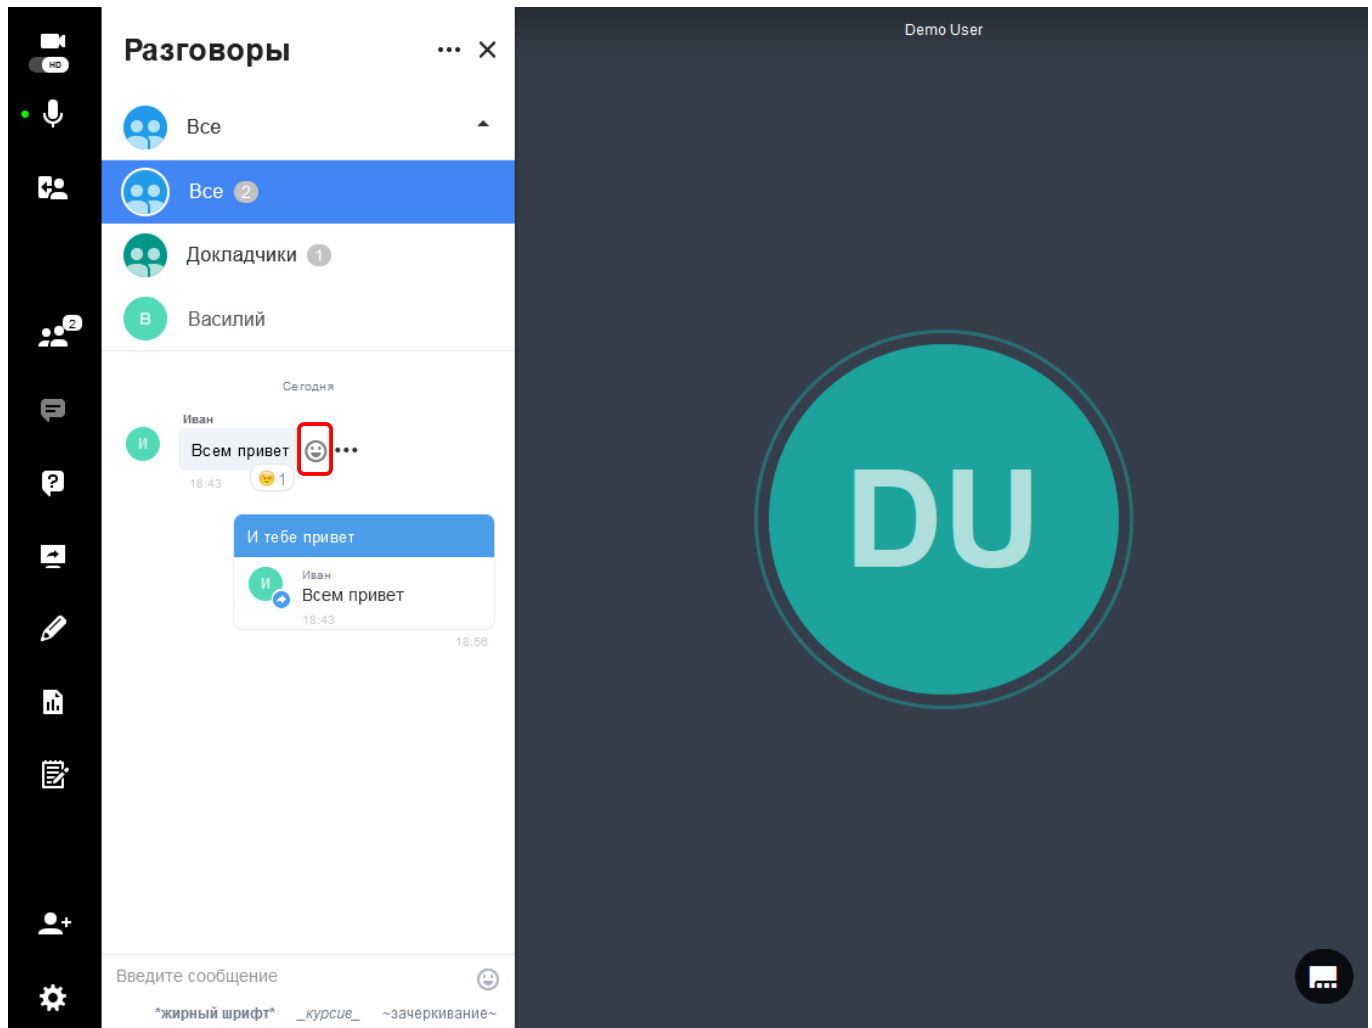 Demo User
HD
Разговоры
Все
Все 2
Докладчики 1
В Василий
2
Сегодня
Иван
И Всем привет
1
18:43
И тебе привет
Иван
И Всем привет
18:43
18:56
DU
Введите сообщение
*жирный шрифт* _курсив_ ~зачеркивание~